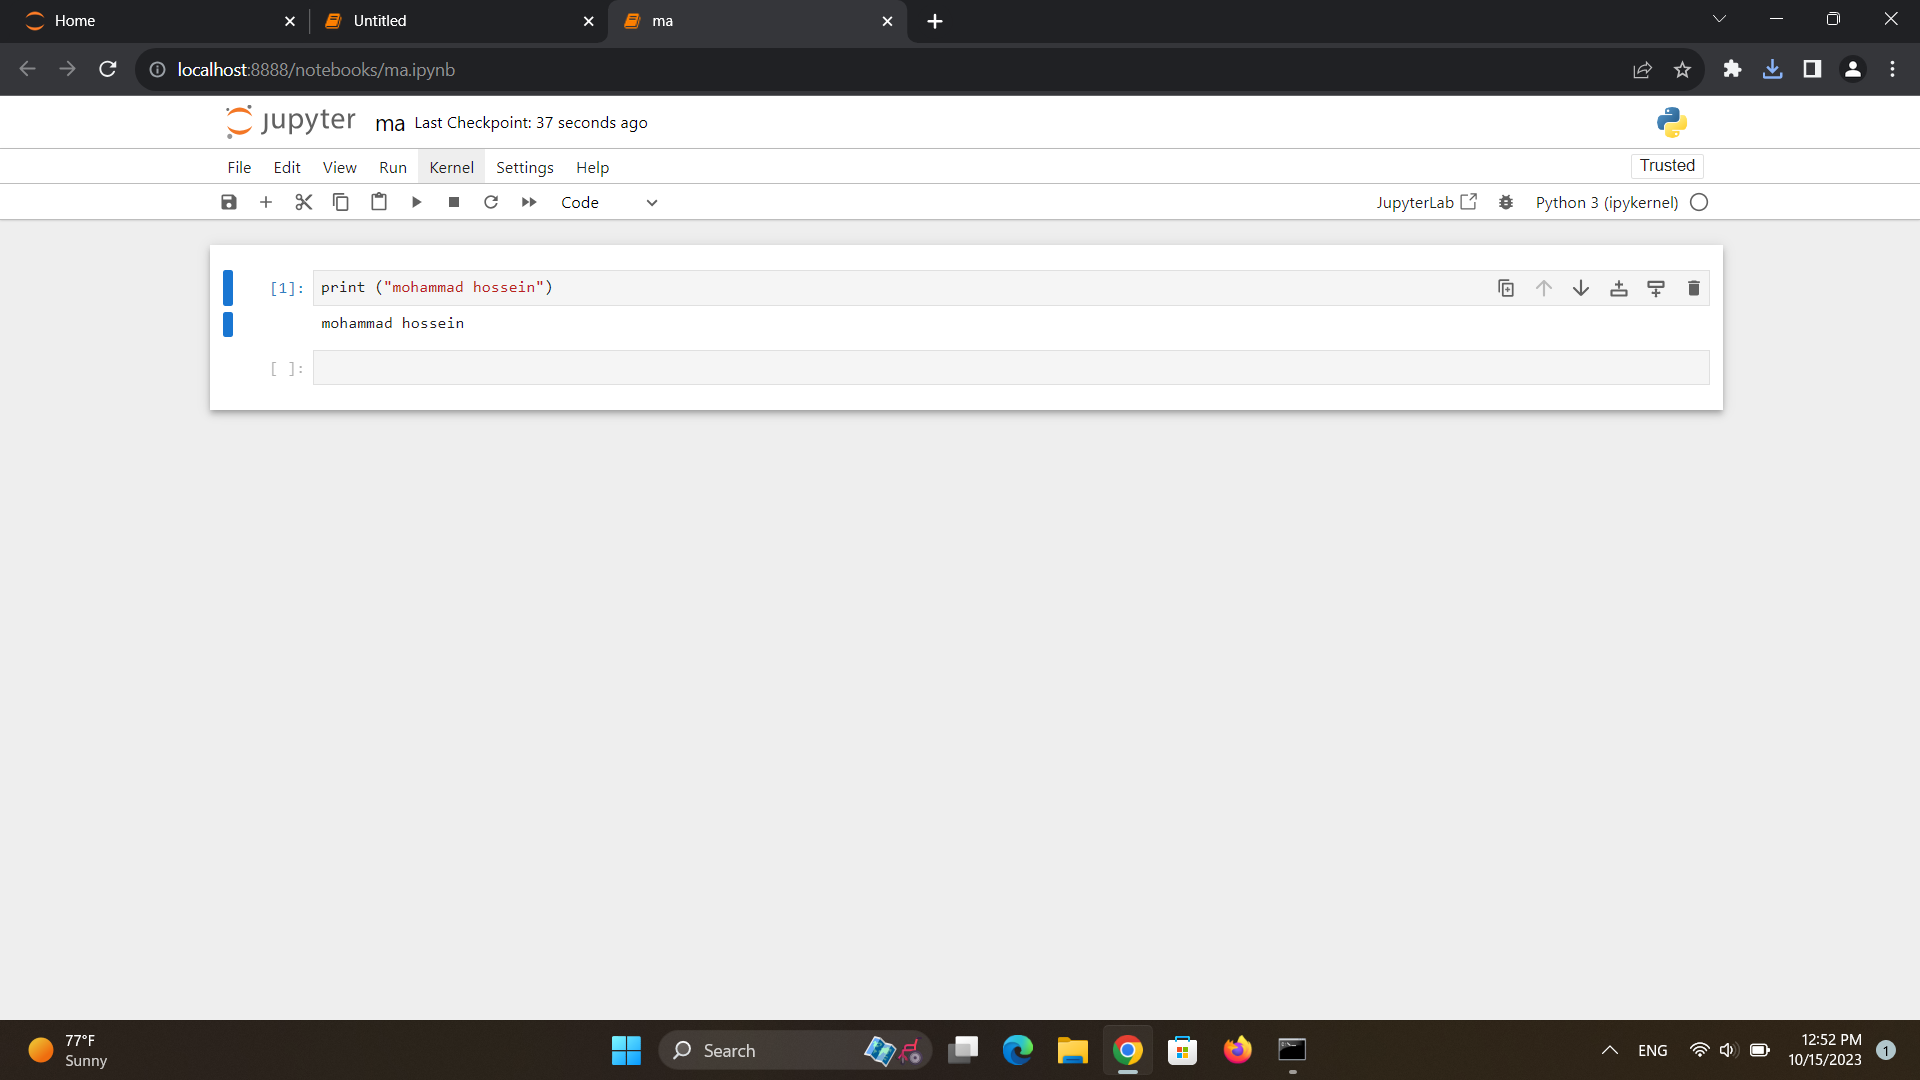 Home
Untitled
ma
localhost:8888/notebooks/ma.ipynb
jupyter ma Last Checkpoint: 37 seconds ago
File Edit View Run Kernel Settings Help
Trusted
Code
JupyterLab
Python 3 (ipykernel)
[1]: print ("mohammad hossein")
mohammad hossein
[ ]:
77°F
Sunny
Search
ENG
12:52 PM
10/15/2023
1